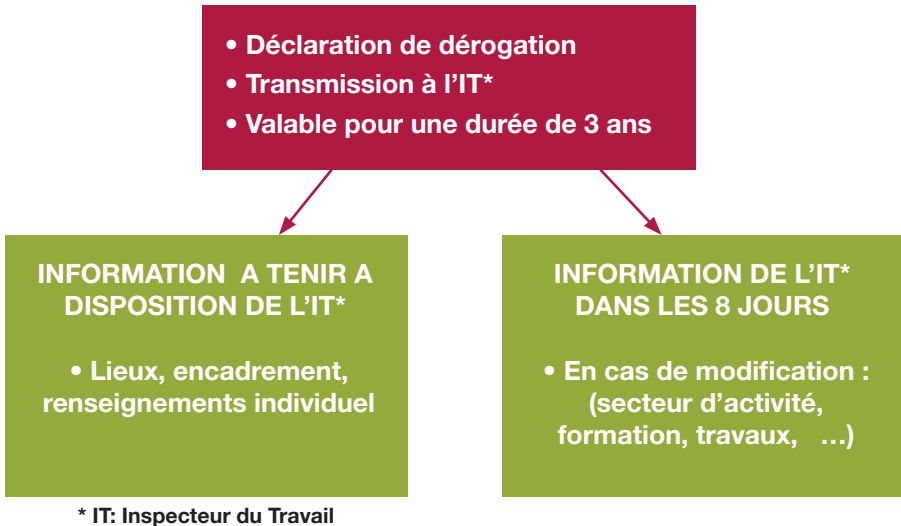 • Déclaration de dérogation
• Transmission à l’IT*
• Valable pour une durée de 3 ans
INFORMATION A TENIR A
DISPOSITION DE L’IT*
• Lieux, encadrement,
renseignements individuel
INFORMATION DE L’IT*
DANS LES 8 JOURS
• En cas de modification :
(secteur d’activité,
formation, travaux, …)
* IT: Inspecteur du Travail